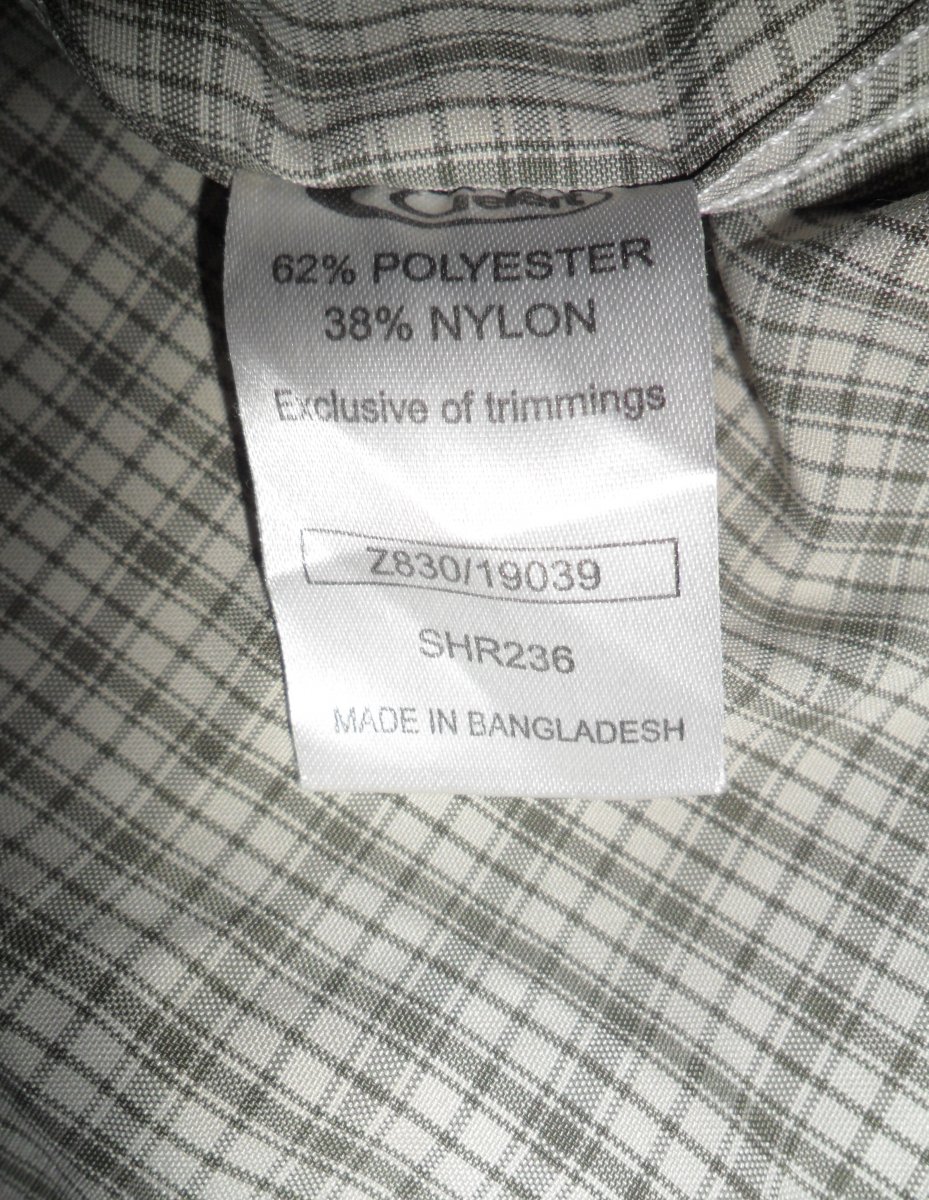 62% POLYESTER
38% NYLON
Exclusive of trimmings
Z830/19039
SHR236
MADE IN BANGLADESH